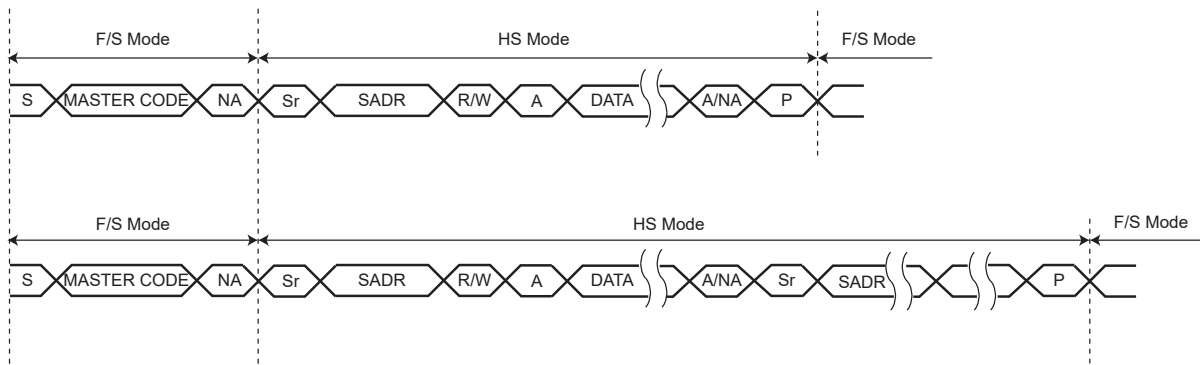 F/S Mode HS Mode F/S Mode
S MASTER CODE NA Sr SADR R/W A DATA A/NA P
F/S Mode HS Mode F/S Mode
S MASTER CODE NA Sr SADR R/W A DATA A/NA Sr SADR P